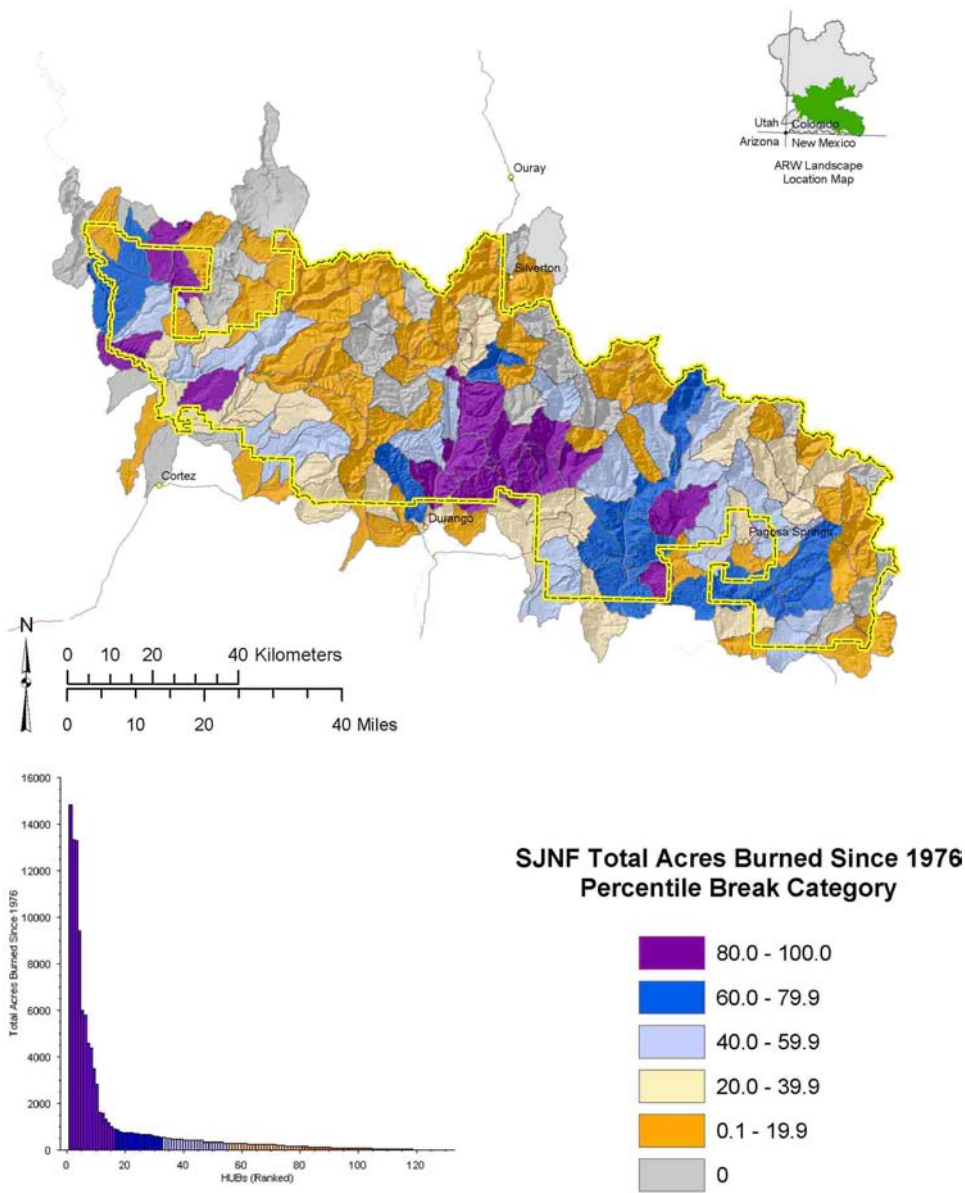 Utah Colorado
Arizona New Mexico
ARW Landscape
Location Map
Ouray
Silverton
Cortez
Durango
Pagosa Springs
N
0 10 20 40 Kilometers
0 10 20 40 Miles
16000
14000
12000
10000
8000
6000
4000
2000
0
Total Acres Burned Since 1976
0 20 40 60 80 100 120
HUBs (Ranked)
SJNF Total Acres Burned Since 1976
Percentile Break Category
80.0 - 100.0
60.0 - 79.9
40.0 - 59.9
20.0 - 39.9
0.1 - 19.9
0